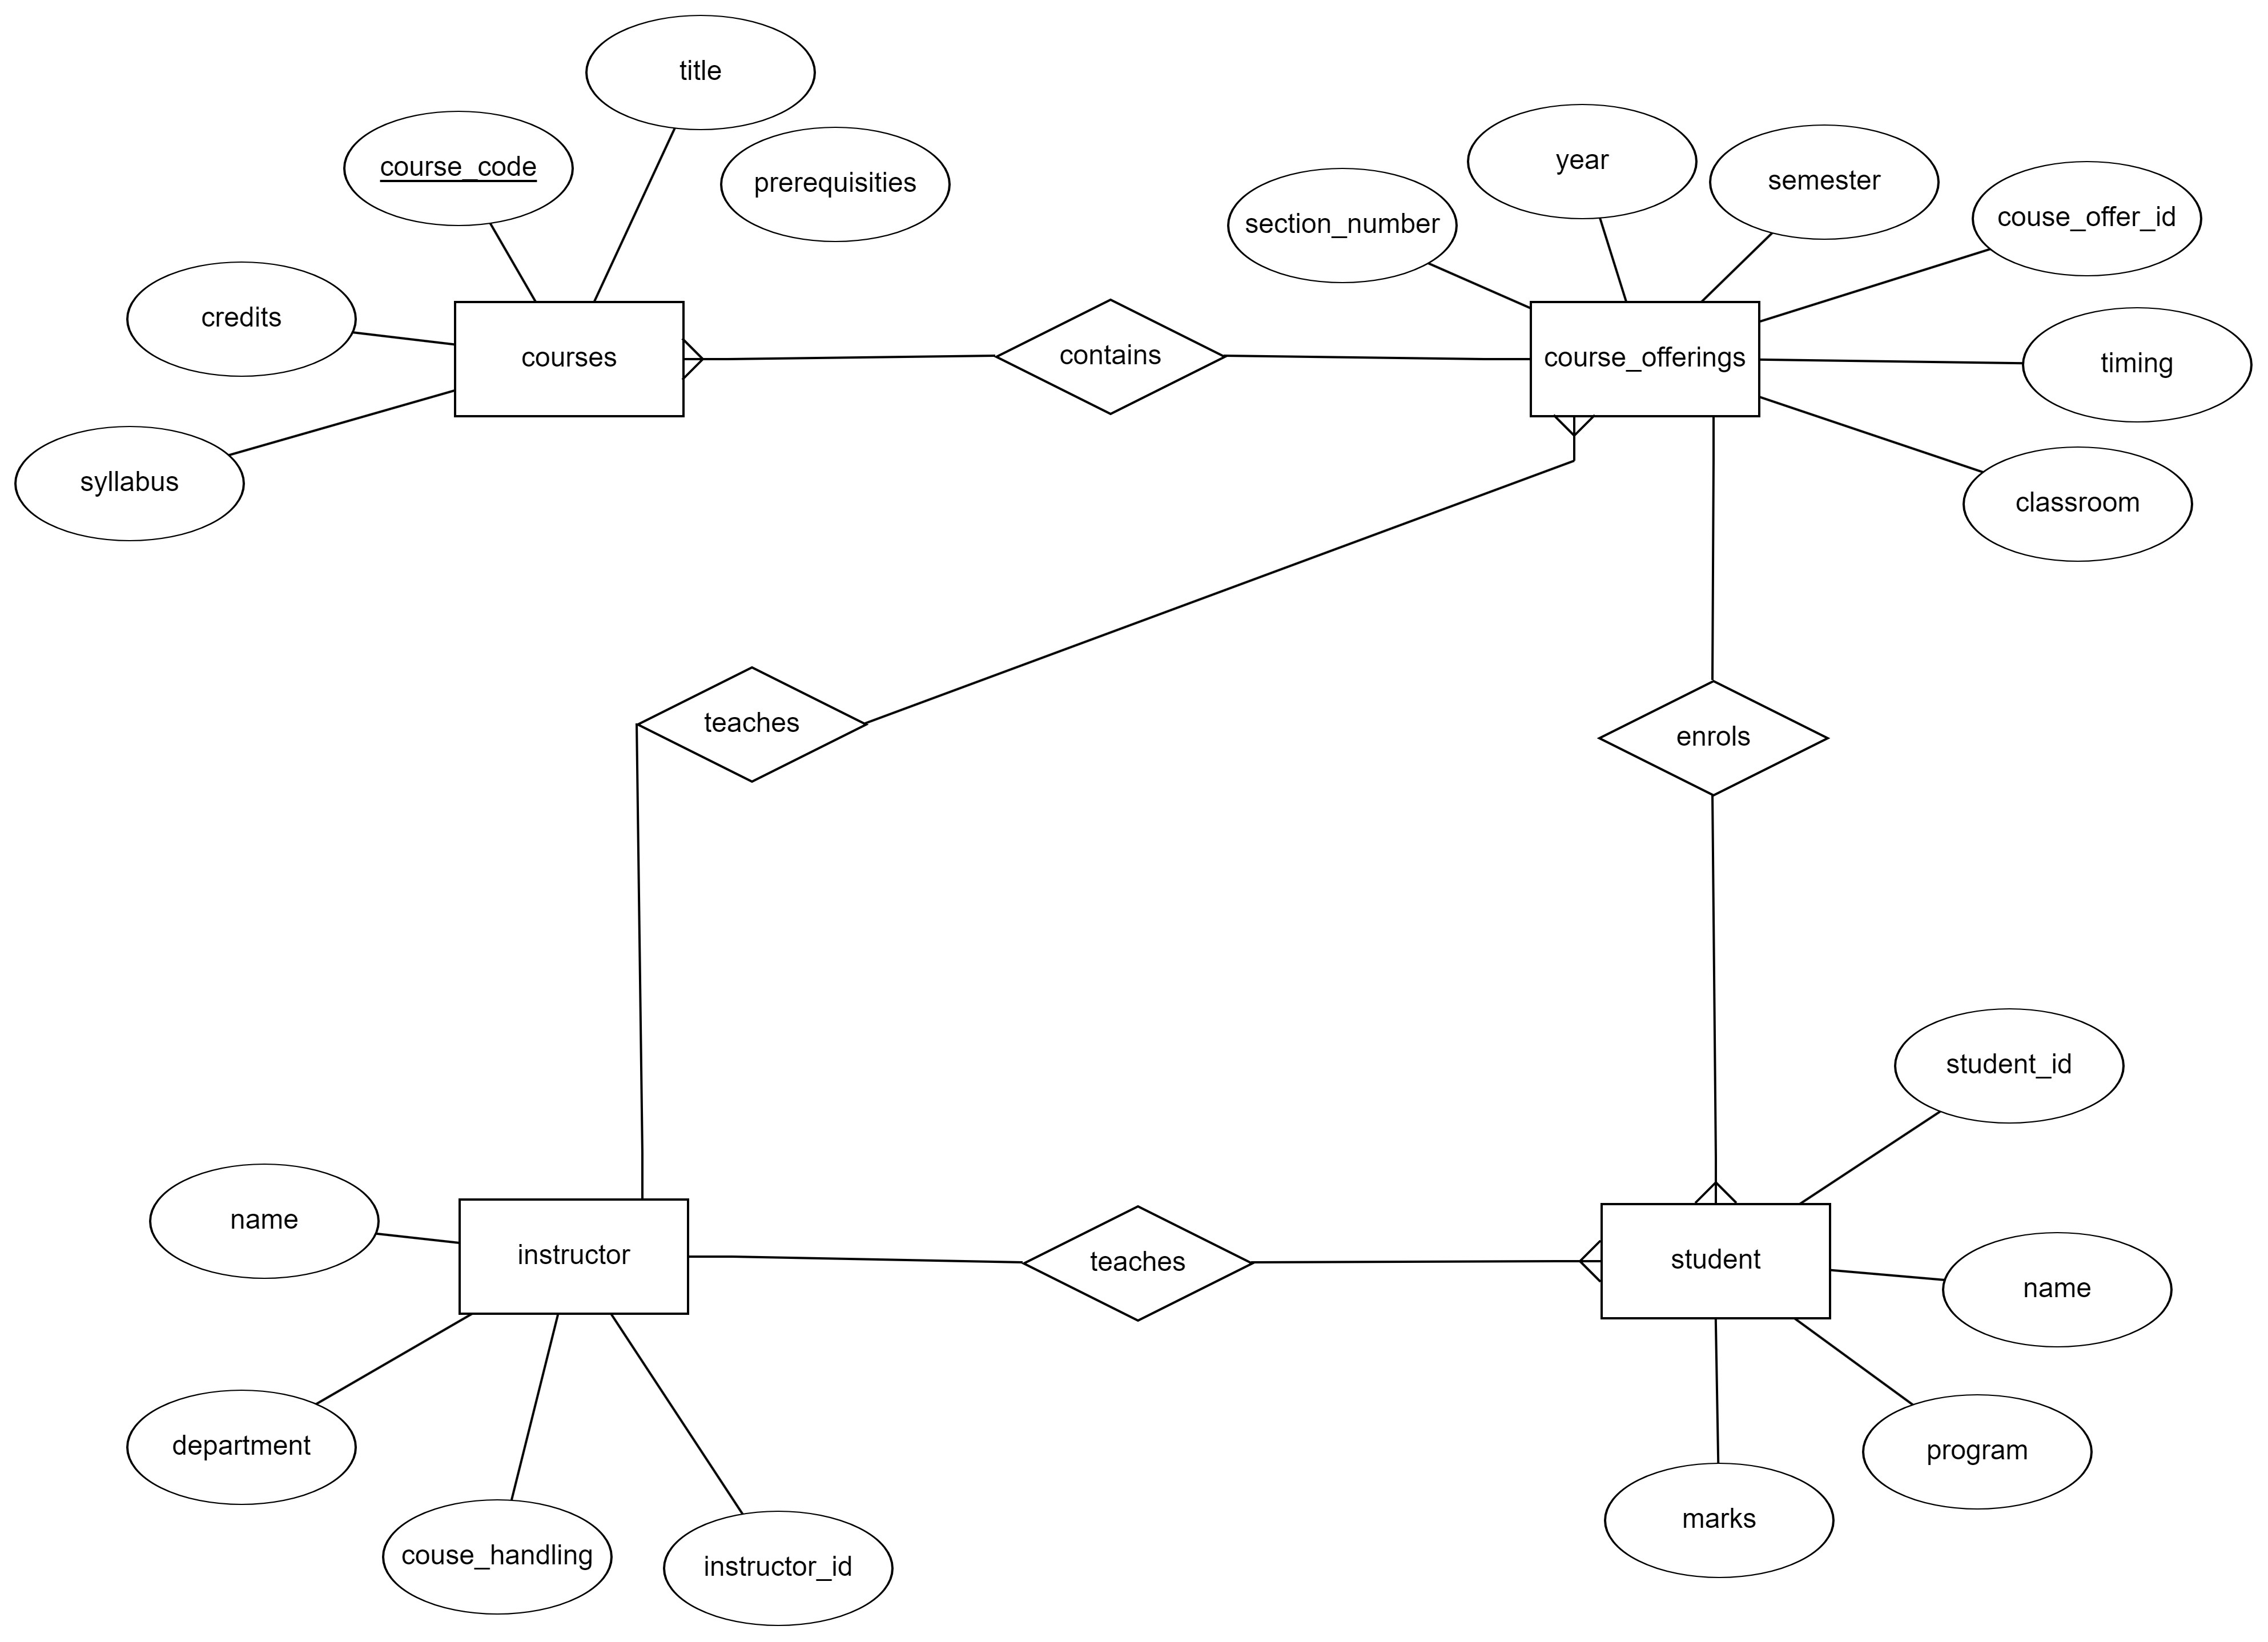 title
course_code
prerequisities
year
semester
section_number
couse_offer_id
credits
courses
contains
course_offerings
timing
syllabus
classroom
teaches
enrols
student_id
name
instructor
teaches
student
name
department
program
marks
couse_handling
instructor_id